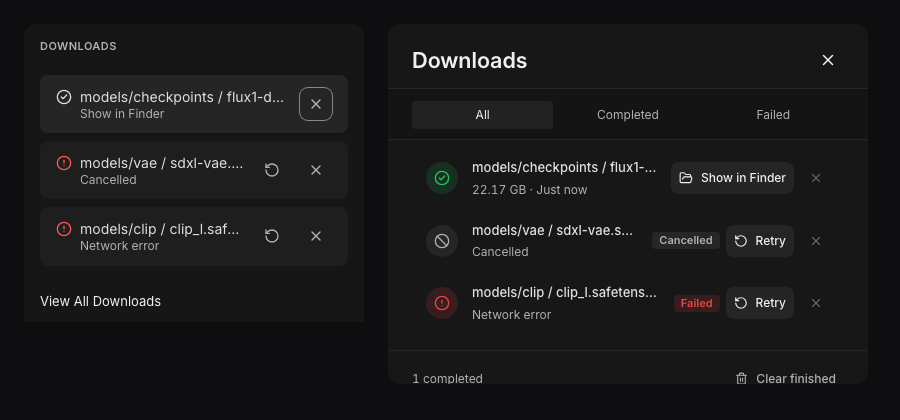 DOWNLOADS
models/checkpoints / flux1-d...
Show in Finder
models/vae / sdxl-vae....
Cancelled
models/clip / clip_l.saf...
Network error
View All Downloads
Downloads
All
Completed
Failed
models/checkpoints / flux1-...
22.17 GB · Just now
Show in Finder
models/vae / sdxl-vae.s...
Cancelled
Cancelled
Retry
models/clip / clip_l.safetens...
Network error
Failed
Retry
1 completed
Clear finished